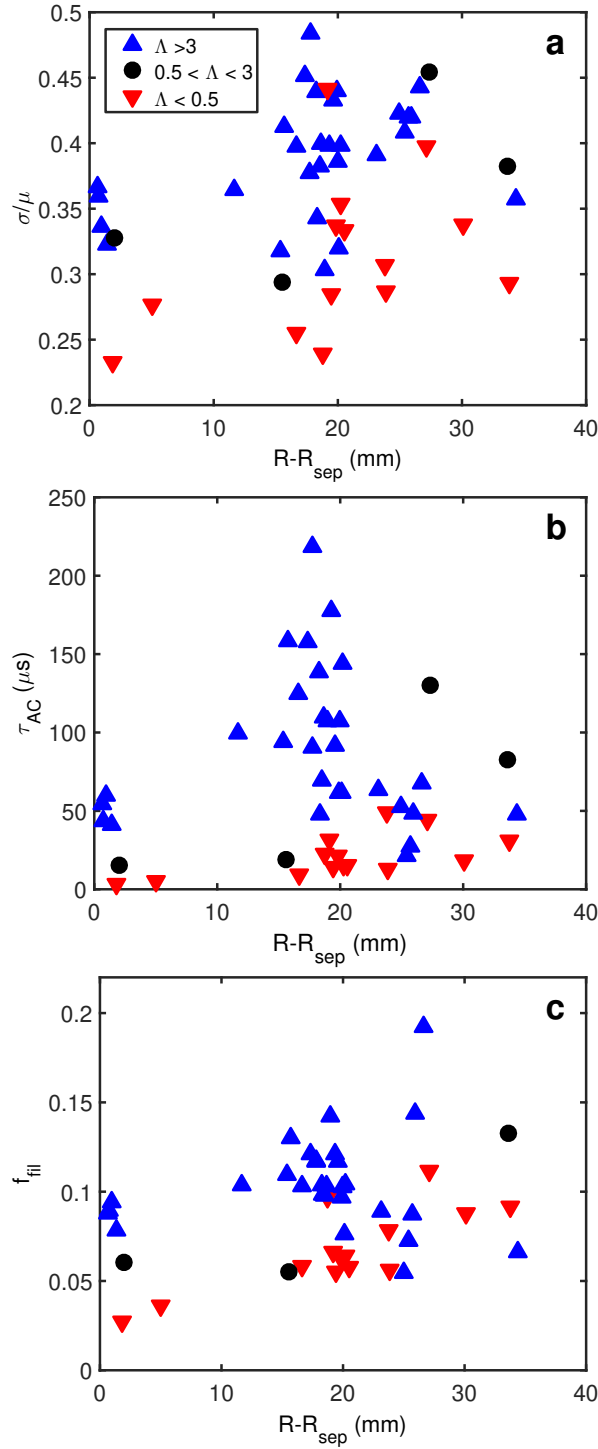 a
0.5
0.45
0.4
0.35
0.3
0.25
0.2
σ/μ
Λ >3
0.5 < Λ < 3
Λ < 0.5
0 10 20 30 40
R-R_sep (mm)
b
250
200
150
100
50
0
τ_AC (μs)
0 10 20 30 40
R-R_sep (mm)
c
0.2
0.15
0.1
0.05
0
f_fil
0 10 20 30 40
R-R_sep (mm)